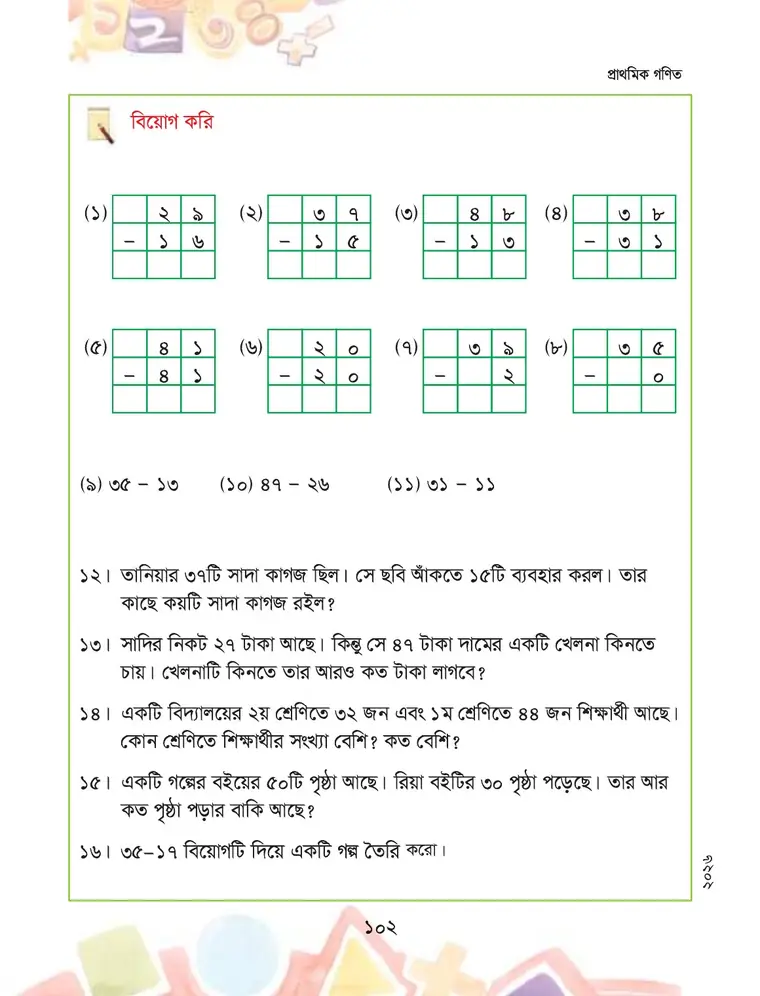 প্রাথমিক গণিত
বিয়োগ করি
(১) ২ ৯ (২) ৩ ৭ (৩) ৪ ৮ (৪) ৩ ৮
– ১ ৬ – ১ ৫ – ১ ৩ – ৩ ১
(৫) ৪ ১ (৬) ২ ০ (৭) ৩ ৯ (৮) ৩ ৫
– ৪ ১ – ২ ০ – ২ – ০
(৯) ৩৫ – ১৩ (১০) ৪৭ – ২৬ (১১) ৩১ – ১১
১২। তানিয়ার ৩৭টি সাদা কাগজ ছিল। সে ছবি আঁকতে ১৫টি ব্যবহার করল। তার
কাছে কয়টি সাদা কাগজ রইল?
১৩। সাদির নিকট ২৭ টাকা আছে। কিন্তু সে ৪৭ টাকা দামের একটি খেলনা কিনতে
চায়। খেলনাটি কিনতে তার আরও কত টাকা লাগবে?
১৪। একটি বিদ্যালয়ের ২য় শ্রেণিতে ৩২ জন এবং ১ম শ্রেণিতে ৪৪ জন শিক্ষার্থী আছে।
কোন শ্রেণিতে শিক্ষার্থীর সংখ্যা বেশি? কত বেশি?
১৫। একটি গল্পের বইয়ের ৫০টি পৃষ্ঠা আছে। রিয়া বইটির ৩০ পৃষ্ঠা পড়েছে। তার আর
কত পৃষ্ঠা পড়ার বাকি আছে?
১৬। ৩৫–১৭ বিয়োগটি দিয়ে একটি গল্প তৈরি করো।
২০২৬
১০২